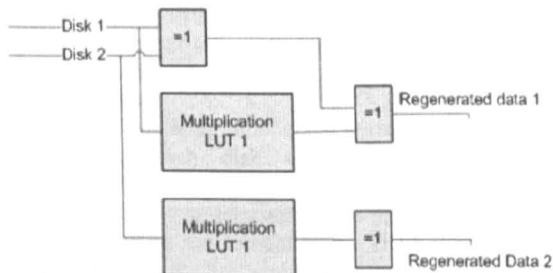 Disk 1
Disk 2
=1
Multiplication
LUT 1
=1
Regenerated data 1
Multiplication
LUT 1
=1
Regenerated Data 2